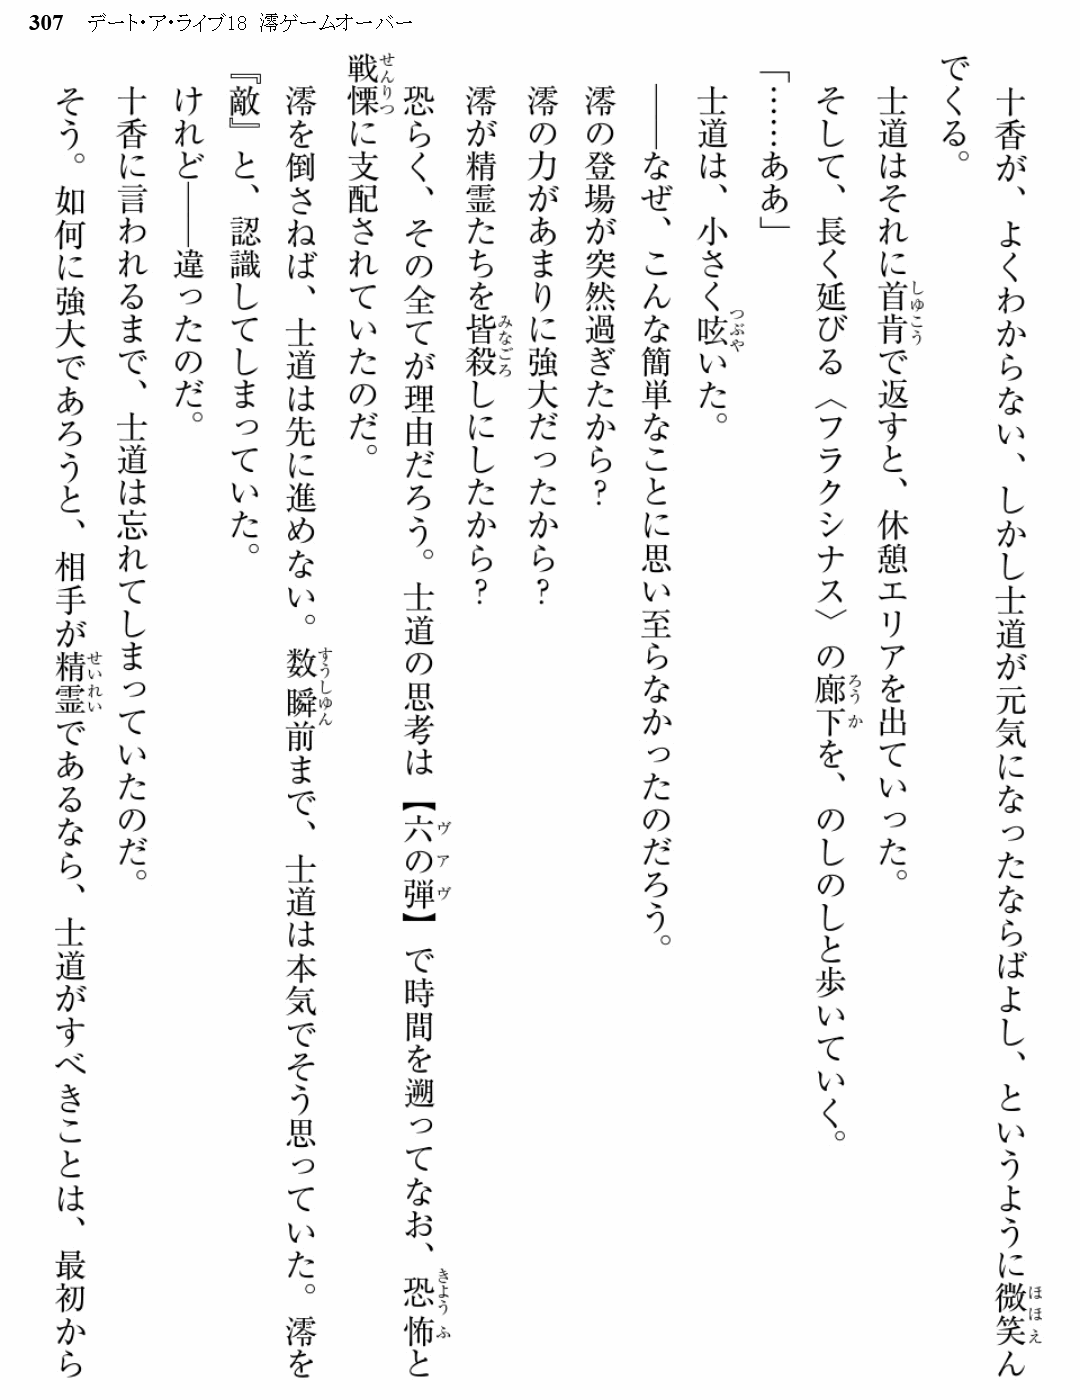 307 デート・ア・ライブ18 澪ゲームオーバー
十香が、よくわからない、しかし士道が元気になったならばよし、というように微笑ん
でくる。
士道はそれに首肯で返すと、休憩エリアを出ていった。
そして、長く延びる〈フラクシナス〉の廊下を、のしのしと歩いていく。
「……ああ」
士道は、小さく呟いた。
――なぜ、こんな簡単なことに思い至らなかったのだろう。
澪の登場が突然過ぎたから?
澪の力があまりに強大だったから?
澪が精霊たちを皆殺しにしたから?
恐らく、その全てが理由だろう。士道の思考は【六の弾】で時間を遡ってなお、恐怖と
戦慄に支配されていたのだ。
澪を倒さねば、士道は先に進めない。数瞬前まで、士道は本気でそう思っていた。澪を
『敵』と、認識してしまっていた。
けれど――違ったのだ。
十香に言われるまで、士道は忘れてしまっていたのだ。
そう。如何に強大であろうと、相手が精霊であるなら、士道がすべきことは、最初から